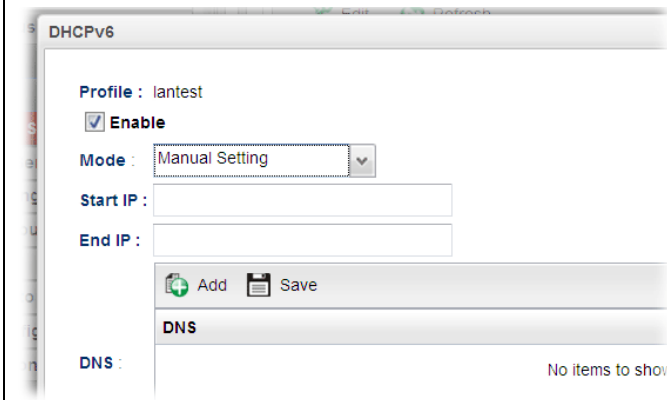 Edit Refresh
DHCPv6
Profile : lantest
Enable
Mode : Manual Setting
Start IP :
End IP :
Add Save
DNS
DNS :
No items to show